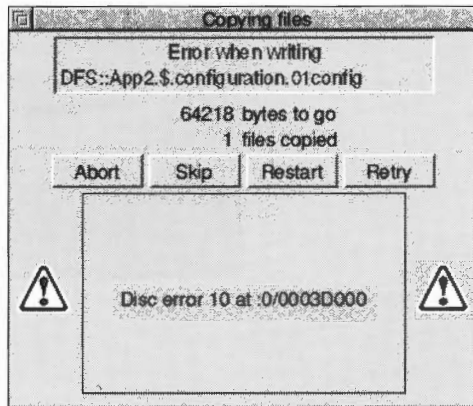 Copying files
Error when writing
DFS::App2.$.configuration.01config
64218 bytes to go
1 files copied
Abort Skip Restart Retry
Disc error 10 at :0/0003D000